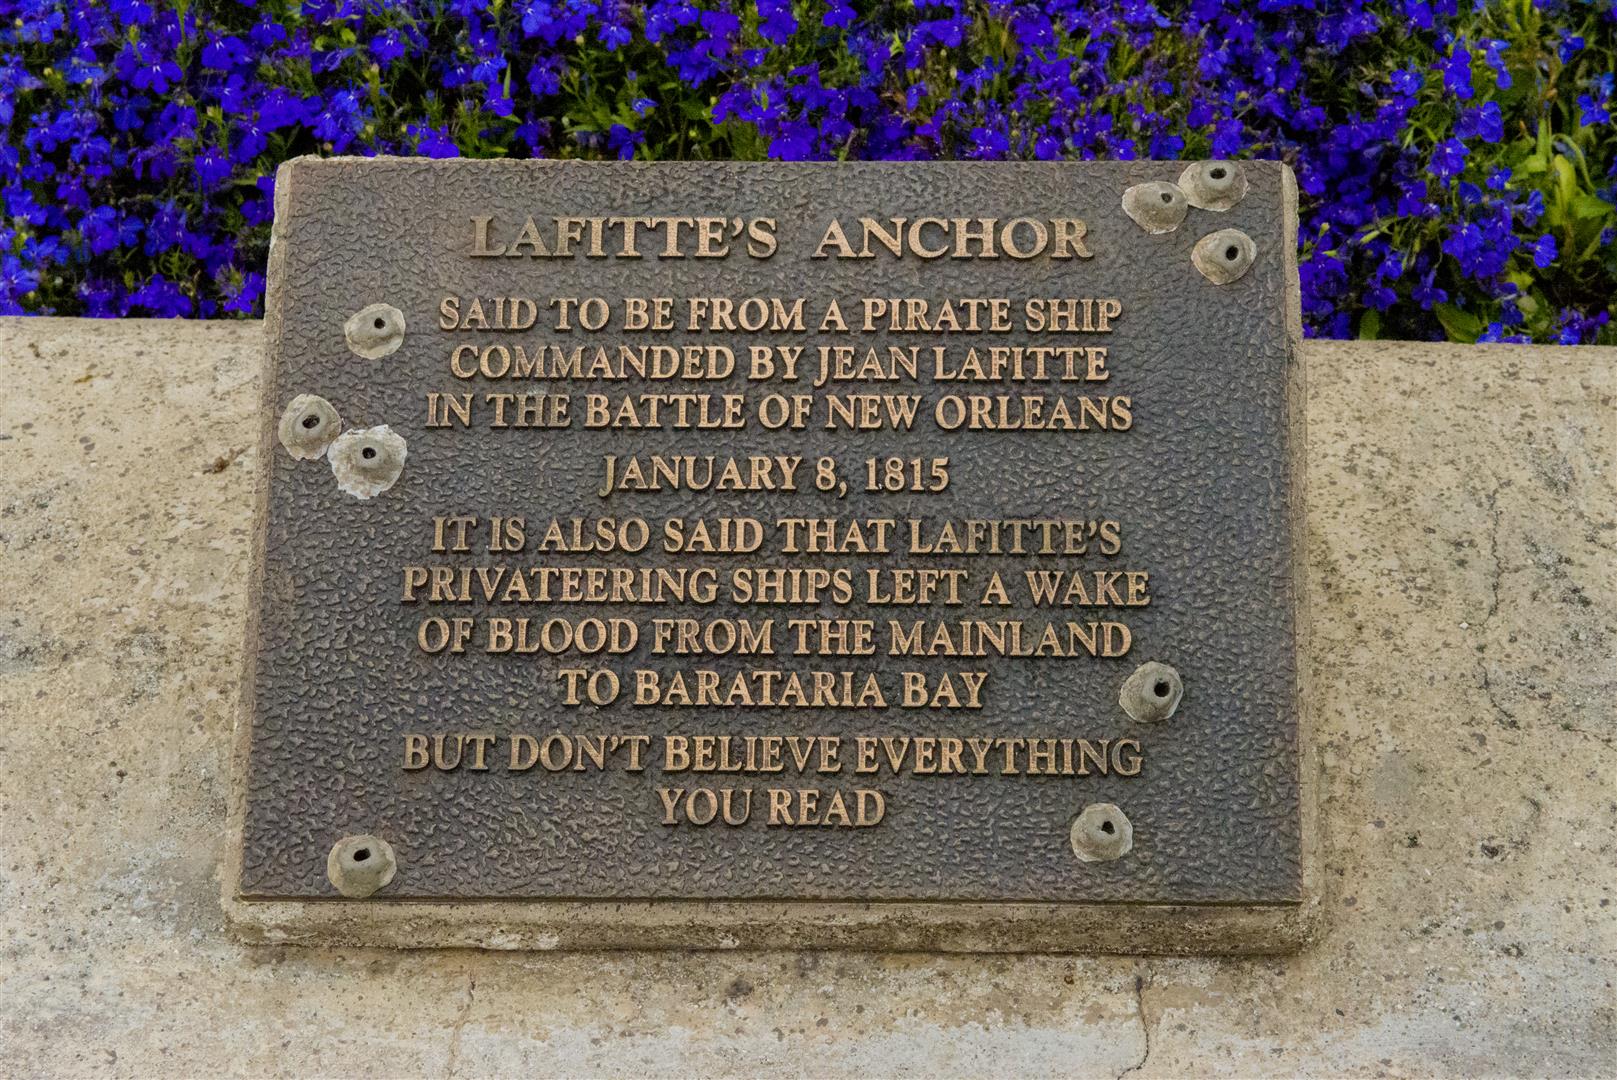 LAFITTE'S ANCHOR
SAID TO BE FROM A PIRATE SHIP
COMMANDED BY JEAN LAFITTE
IN THE BATTLE OF NEW ORLEANS
JANUARY 8, 1815
IT IS ALSO SAID THAT LAFITTE'S
PRIVATEERING SHIPS LEFT A WAKE
OF BLOOD FROM THE MAINLAND
TO BARATARIA BAY
BUT DON'T BELIEVE EVERYTHING
YOU READ